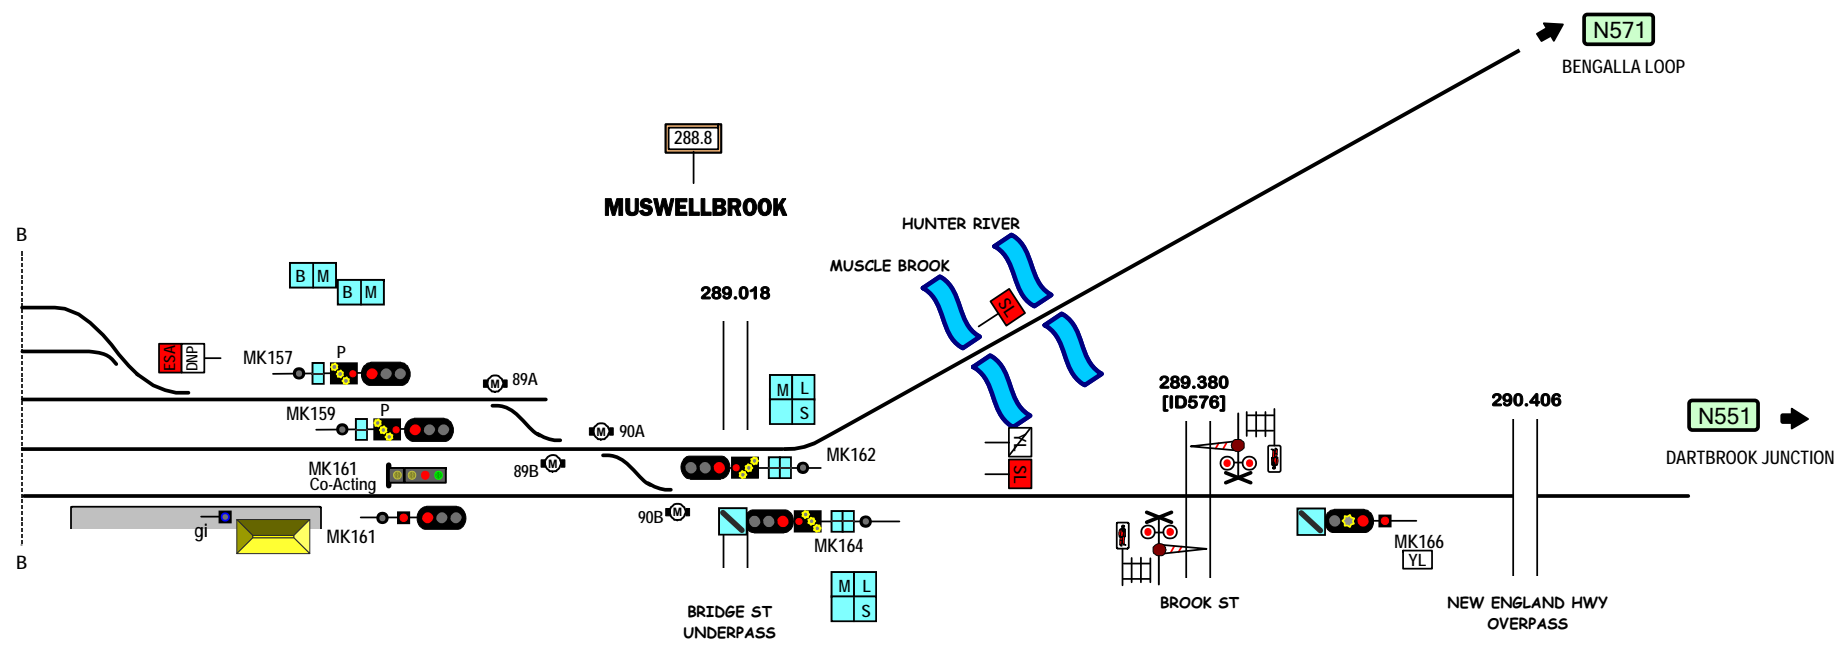 N571
BENGALLA LOOP
288.8
MUSWELLBROOK
HUNTER RIVER
MUSCLE BROOK
B
B M
B M
289.018
SL
ESA DNP
MK157
P
89A
M
M L
S
289.380
[ID576]
290.406
N551
DARTBROOK JUNCTION
MK159
P
M
90A
YL
SL
MK162
MK161
Co-Acting
89B
M
gi
MK161
90B
M
MK164
MK166
YL
B
M L
S
BRIDGE ST
UNDERPASS
BROOK ST
NEW ENGLAND HWY
OVERPASS